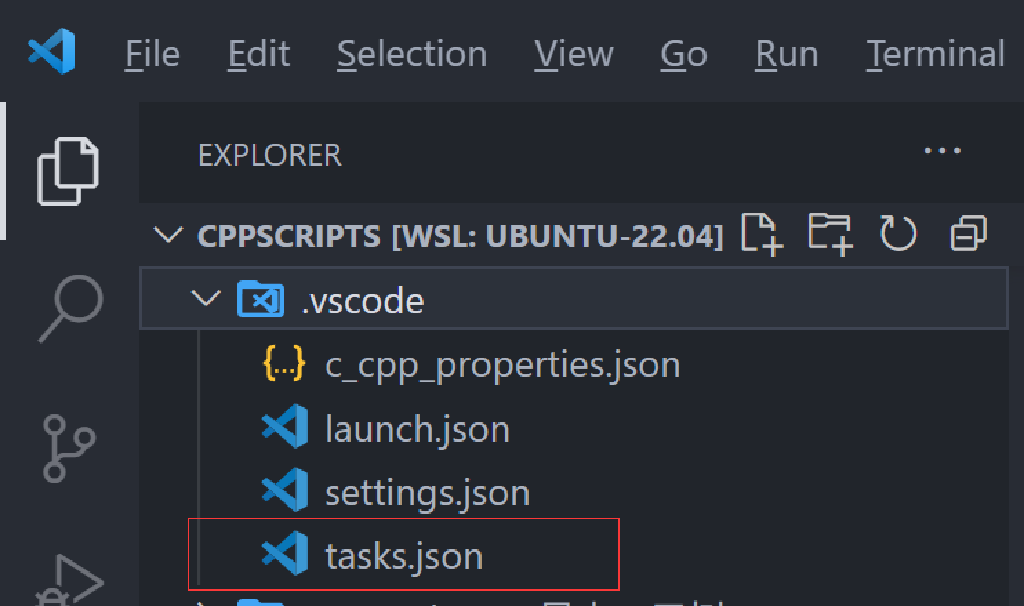 File Edit Selection View Go Run Terminal
EXPLORER
CPPSCRIPTS [WSL: UBUNTU-22.04]
.vscode
{...} c_cpp_properties.json
launch.json
settings.json
tasks.json